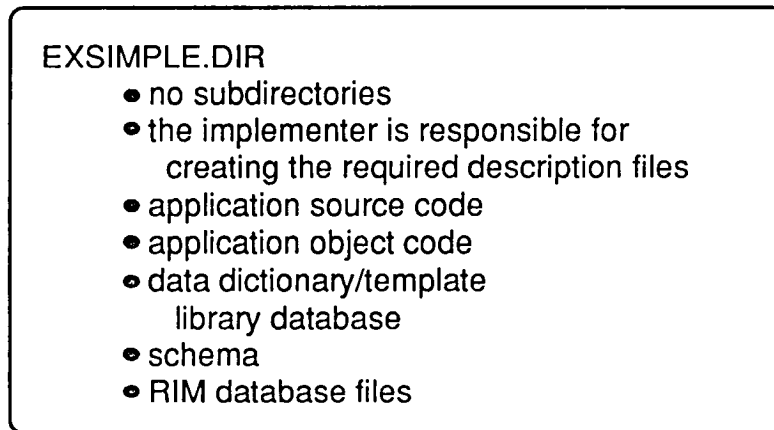 EXSIMPLE.DIR
• no subdirectories
• the implementer is responsible for
creating the required description files
• application source code
• application object code
• data dictionary/template
library database
• schema
• RIM database files